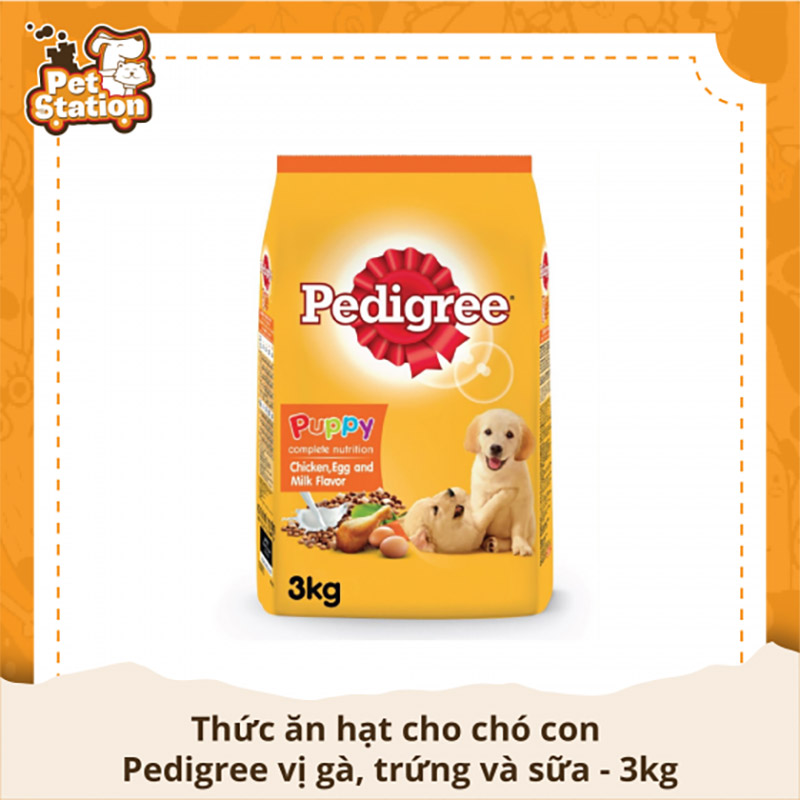 Pet
Station
Pedigree
Puppy
complete nutrition
Chicken, Egg and
Milk Flavor
3kg
Thức ăn hạt cho chó con
Pedigree vị gà, trứng và sữa - 3kg